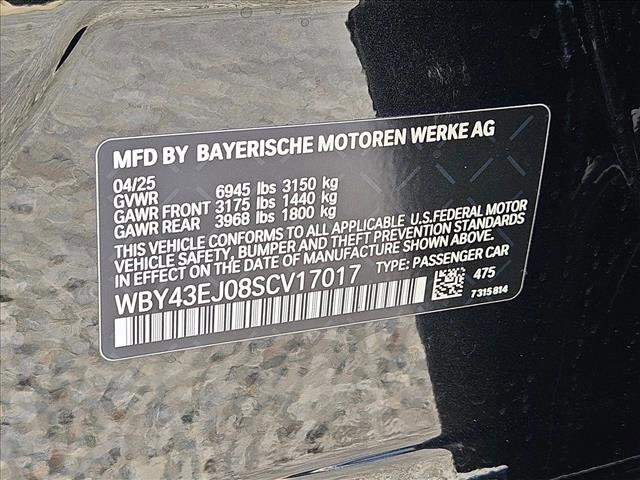 MFD BY BAYERISCHE MOTOREN WERKE AG
04/25
GVWR 6945 lbs 3150 kg
GAWR FRONT 3175 lbs 1440 kg
GAWR REAR 3968 lbs 1800 kg
THIS VEHICLE CONFORMS TO ALL APPLICABLE U.S.FEDERAL MOTOR
VEHICLE SAFETY, BUMPER AND THEFT PREVENTION STANDARDS
IN EFFECT ON THE DATE OF MANUFACTURE SHOWN ABOVE.
WBY43EJ08SCV17017 TYPE: PASSENGER CAR
475
7315814